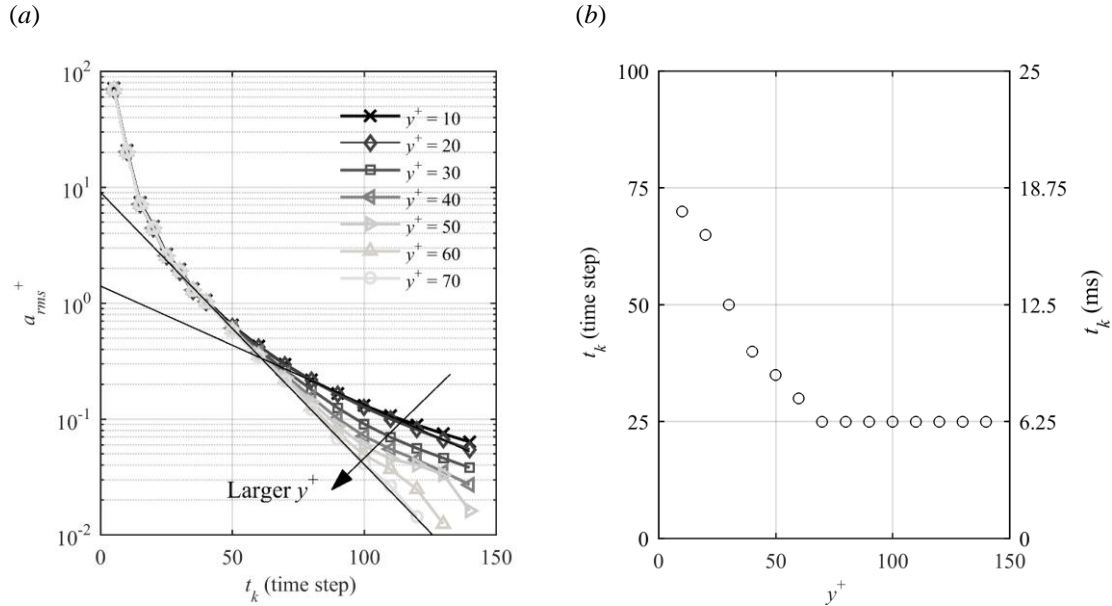 (a)
10^2
10^1
10^0
10^-1
10^-2
a_rms^+
y^+ = 10
y^+ = 20
y^+ = 30
y^+ = 40
y^+ = 50
y^+ = 60
y^+ = 70
Larger y^+
0 50 100 150
t_k (time step)
(b)
100
75
50
25
0
t_k (time step)
25
18.75
12.5
6.25
0
t_k (ms)
0 50 100 150
y^+